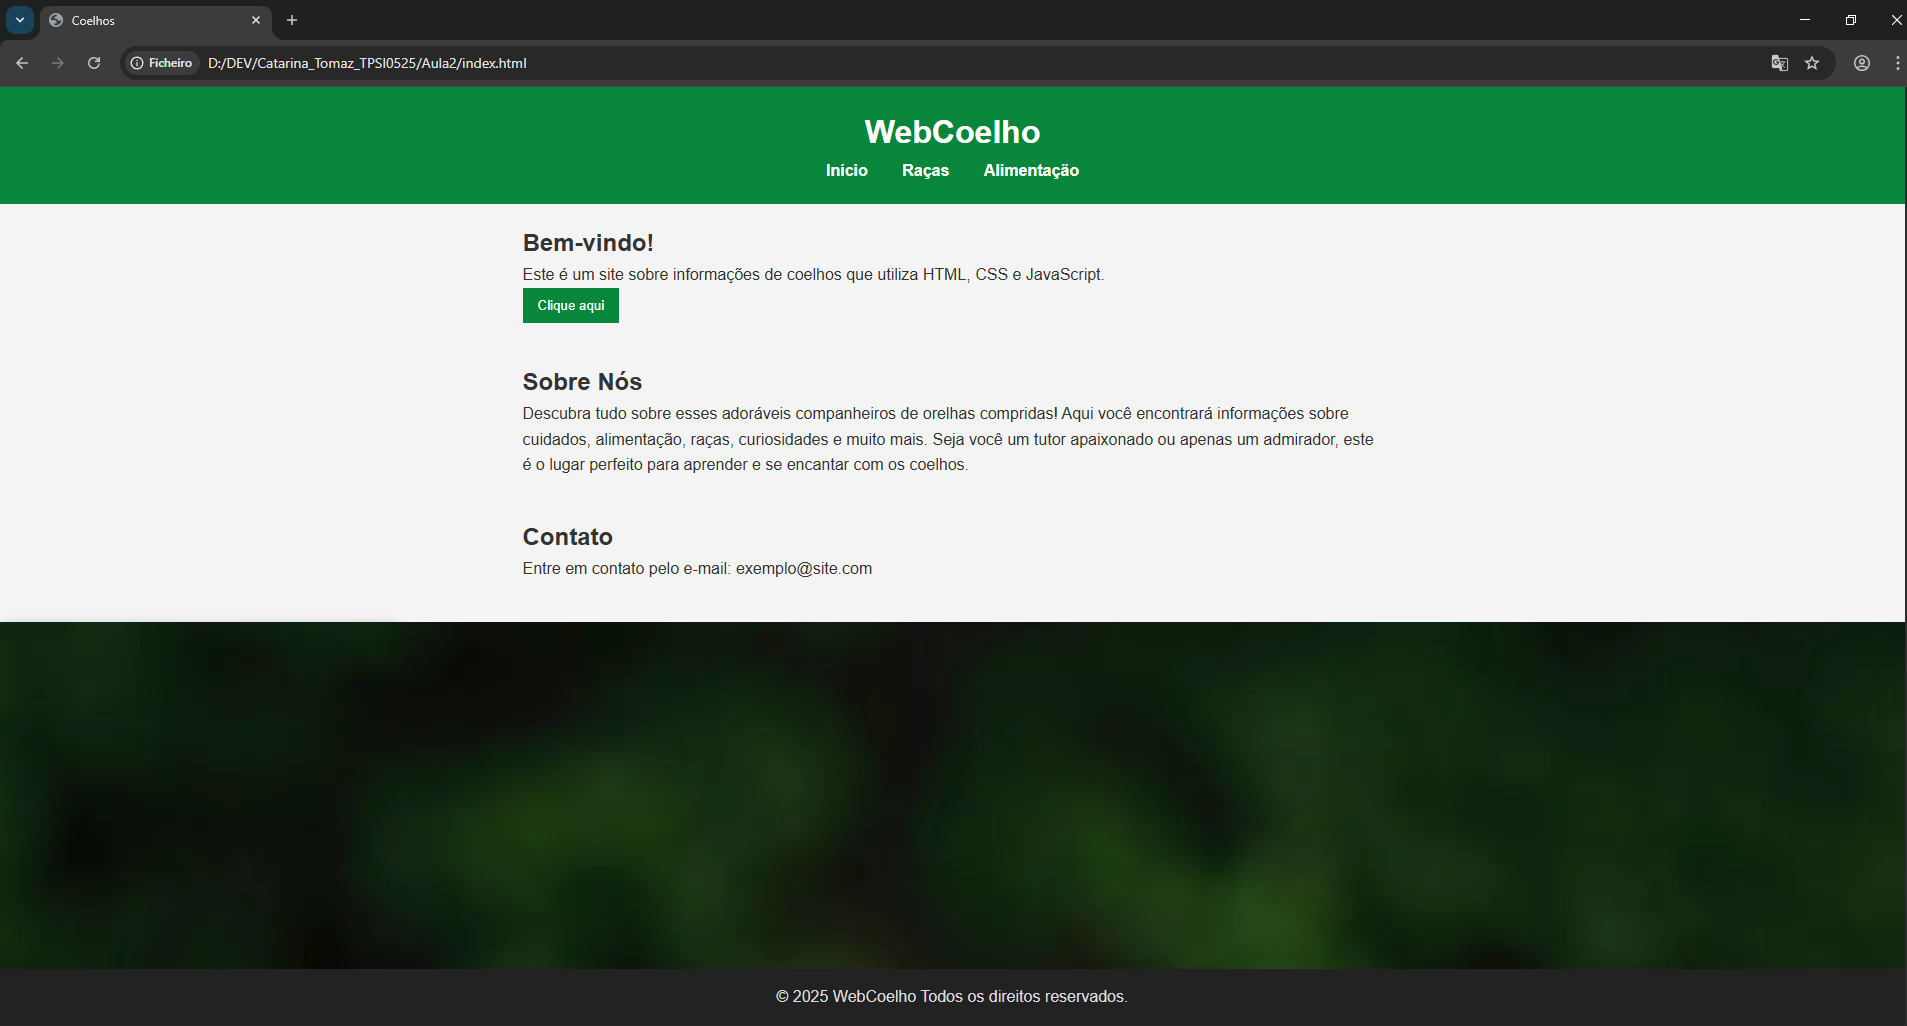 Coelhos
Ficheiro
D:/DEV/Catarina_Tomaz_TPSI0525/Aula2/index.html
WebCoelho
Início Raças Alimentação
Bem-vindo!
Este é um site sobre informações de coelhos que utiliza HTML, CSS e JavaScript.
Clique aqui
Sobre Nós
Descubra tudo sobre esses adoráveis companheiros de orelhas compridas! Aqui você encontrará informações sobre
cuidados, alimentação, raças, curiosidades e muito mais. Seja você um tutor apaixonado ou apenas um admirador, este
é o lugar perfeito para aprender e se encantar com os coelhos.
Contato
Entre em contato pelo e-mail: exemplo@site.com
© 2025 WebCoelho Todos os direitos reservados.